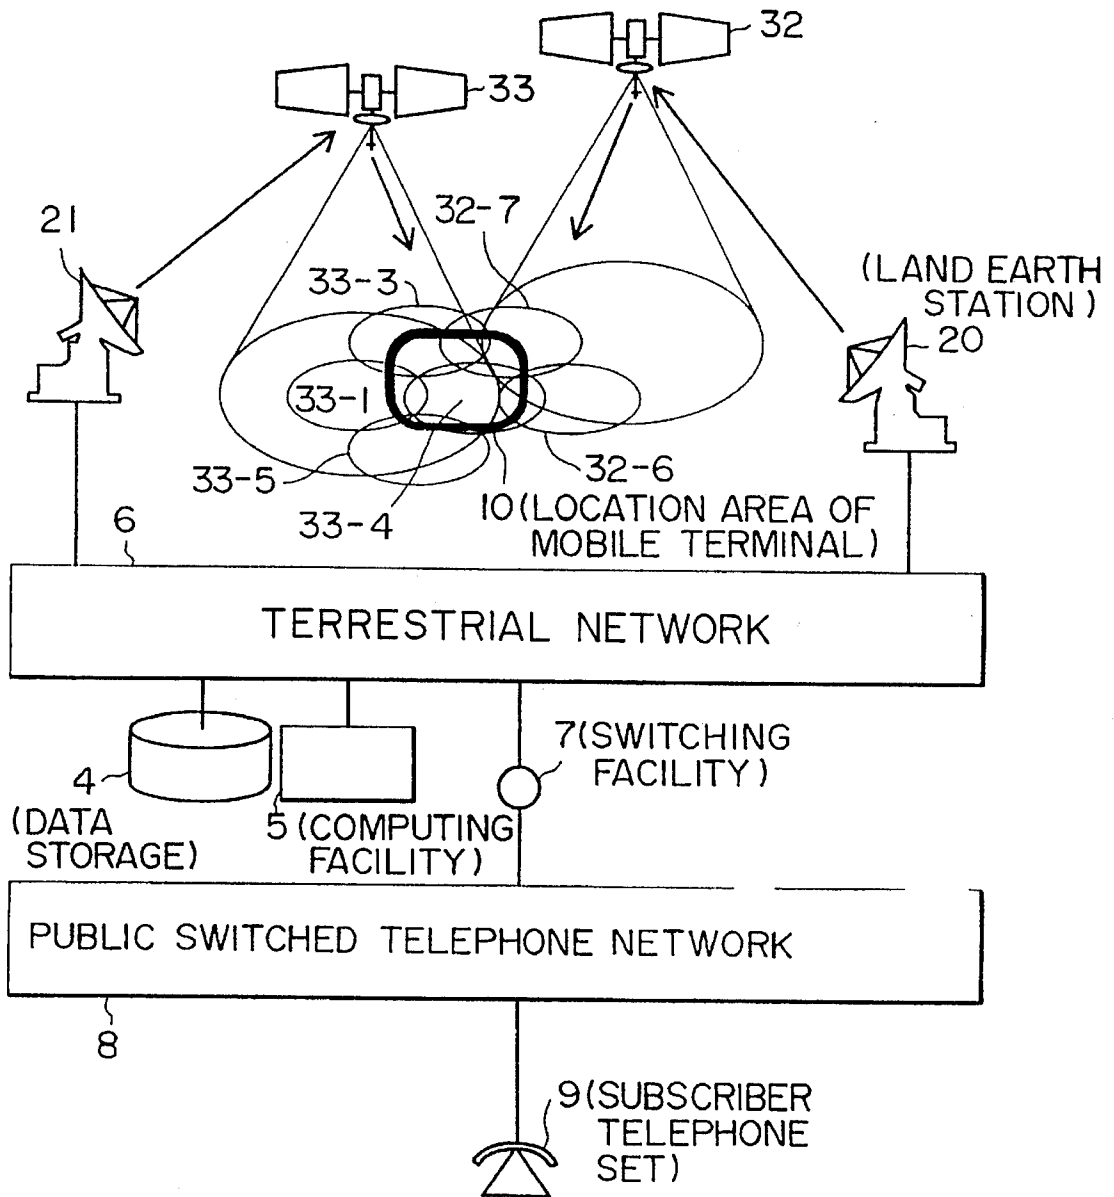 32
33
21
32-7
33-3
(LAND EARTH
STATION)
20
33-1
33-5
32-6
33-4
10(LOCATION AREA OF
MOBILE TERMINAL)
6
TERRESTRIAL NETWORK
4
(DATA
STORAGE)
5(COMPUTING
FACILITY)
7(SWITCHING
FACILITY)
PUBLIC SWITCHED TELEPHONE NETWORK
8
9(SUBSCRIBER
TELEPHONE
SET)